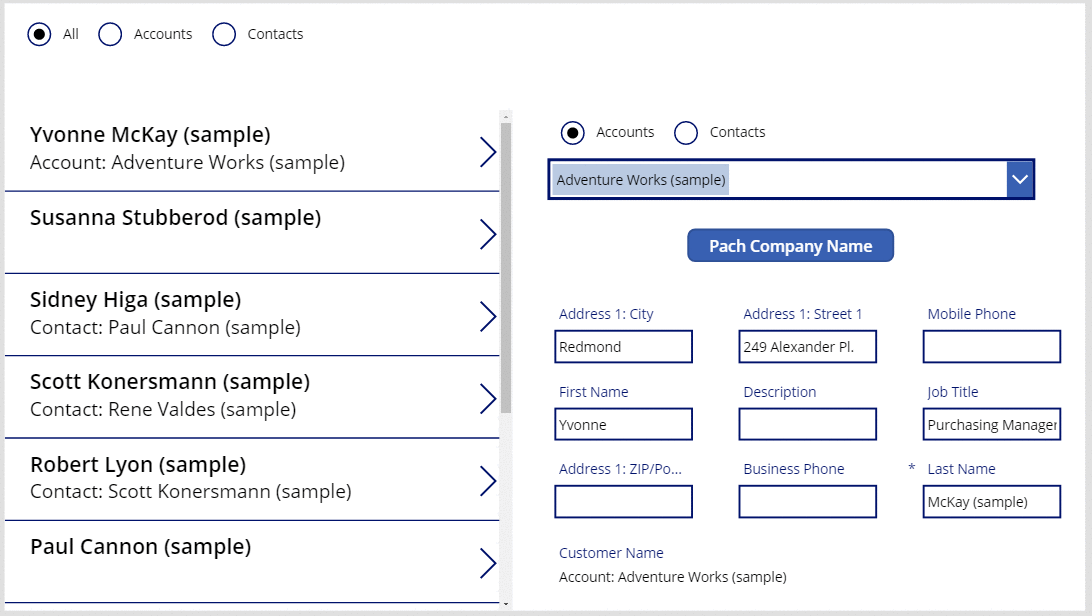 All Accounts Contacts
Yvonne McKay (sample)
Account: Adventure Works (sample)
Susanna Stubberod (sample)
Sidney Higa (sample)
Contact: Paul Cannon (sample)
Scott Konersmann (sample)
Contact: Rene Valdes (sample)
Robert Lyon (sample)
Contact: Scott Konersmann (sample)
Paul Cannon (sample)
Accounts Contacts
Adventure Works (sample)
Pach Company Name
Address 1: City Address 1: Street 1 Mobile Phone
Redmond 249 Alexander Pl.
First Name Description Job Title
Yvonne Purchasing Manager
Address 1: ZIP/Po... Business Phone * Last Name
McKay (sample)
Customer Name
Account: Adventure Works (sample)